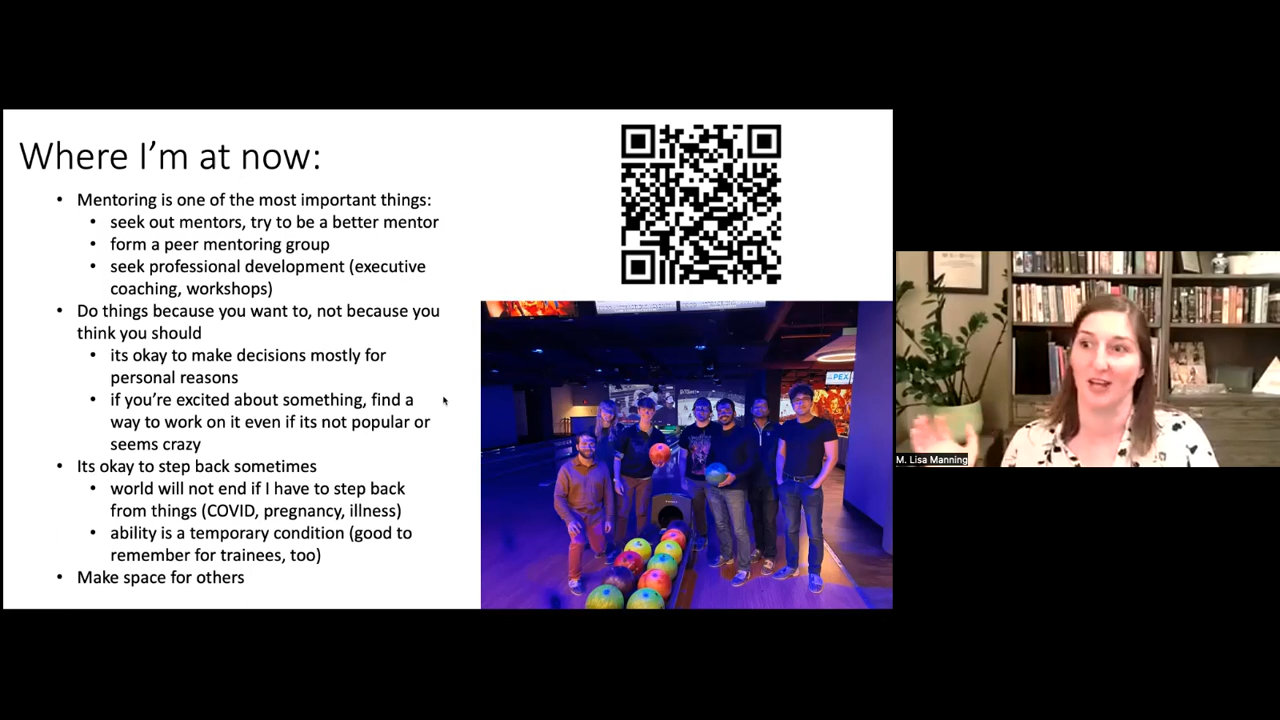 Where I'm at now:
• Mentoring is one of the most important things:
• seek out mentors, try to be a better mentor
• form a peer mentoring group
• seek professional development (executive
coaching, workshops)
• Do things because you want to, not because you
think you should
• its okay to make decisions mostly for
personal reasons
• if you're excited about something, find a
way to work on it even if its not popular or
seems crazy
• Its okay to step back sometimes
• world will not end if I have to step back
from things (COVID, pregnancy, illness)
• ability is a temporary condition (good to
remember for trainees, too)
• Make space for others
PEX
M. Lisa Manning